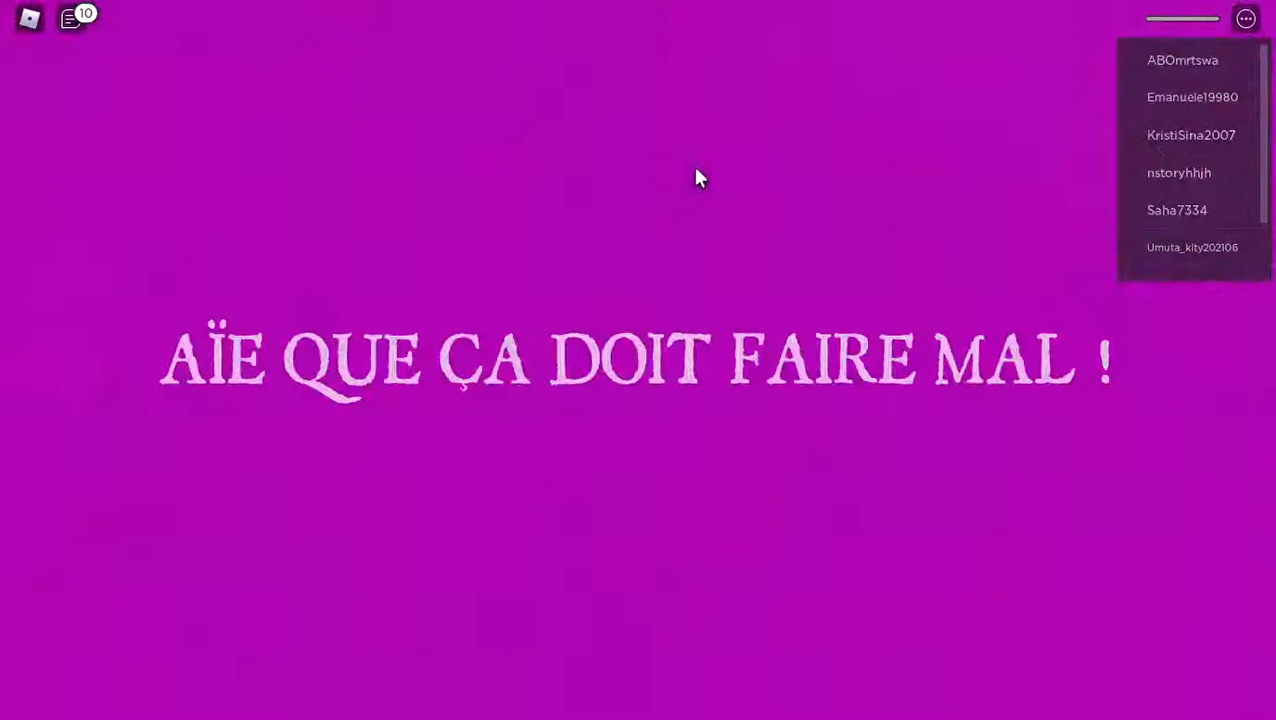 10
ABOmrtswa
Emanuele19980
KristiSina2007
nstoryhhjh
Saha7334
Umuta_kity202106
AÏE QUE ÇA DOIT FAIRE MAL !